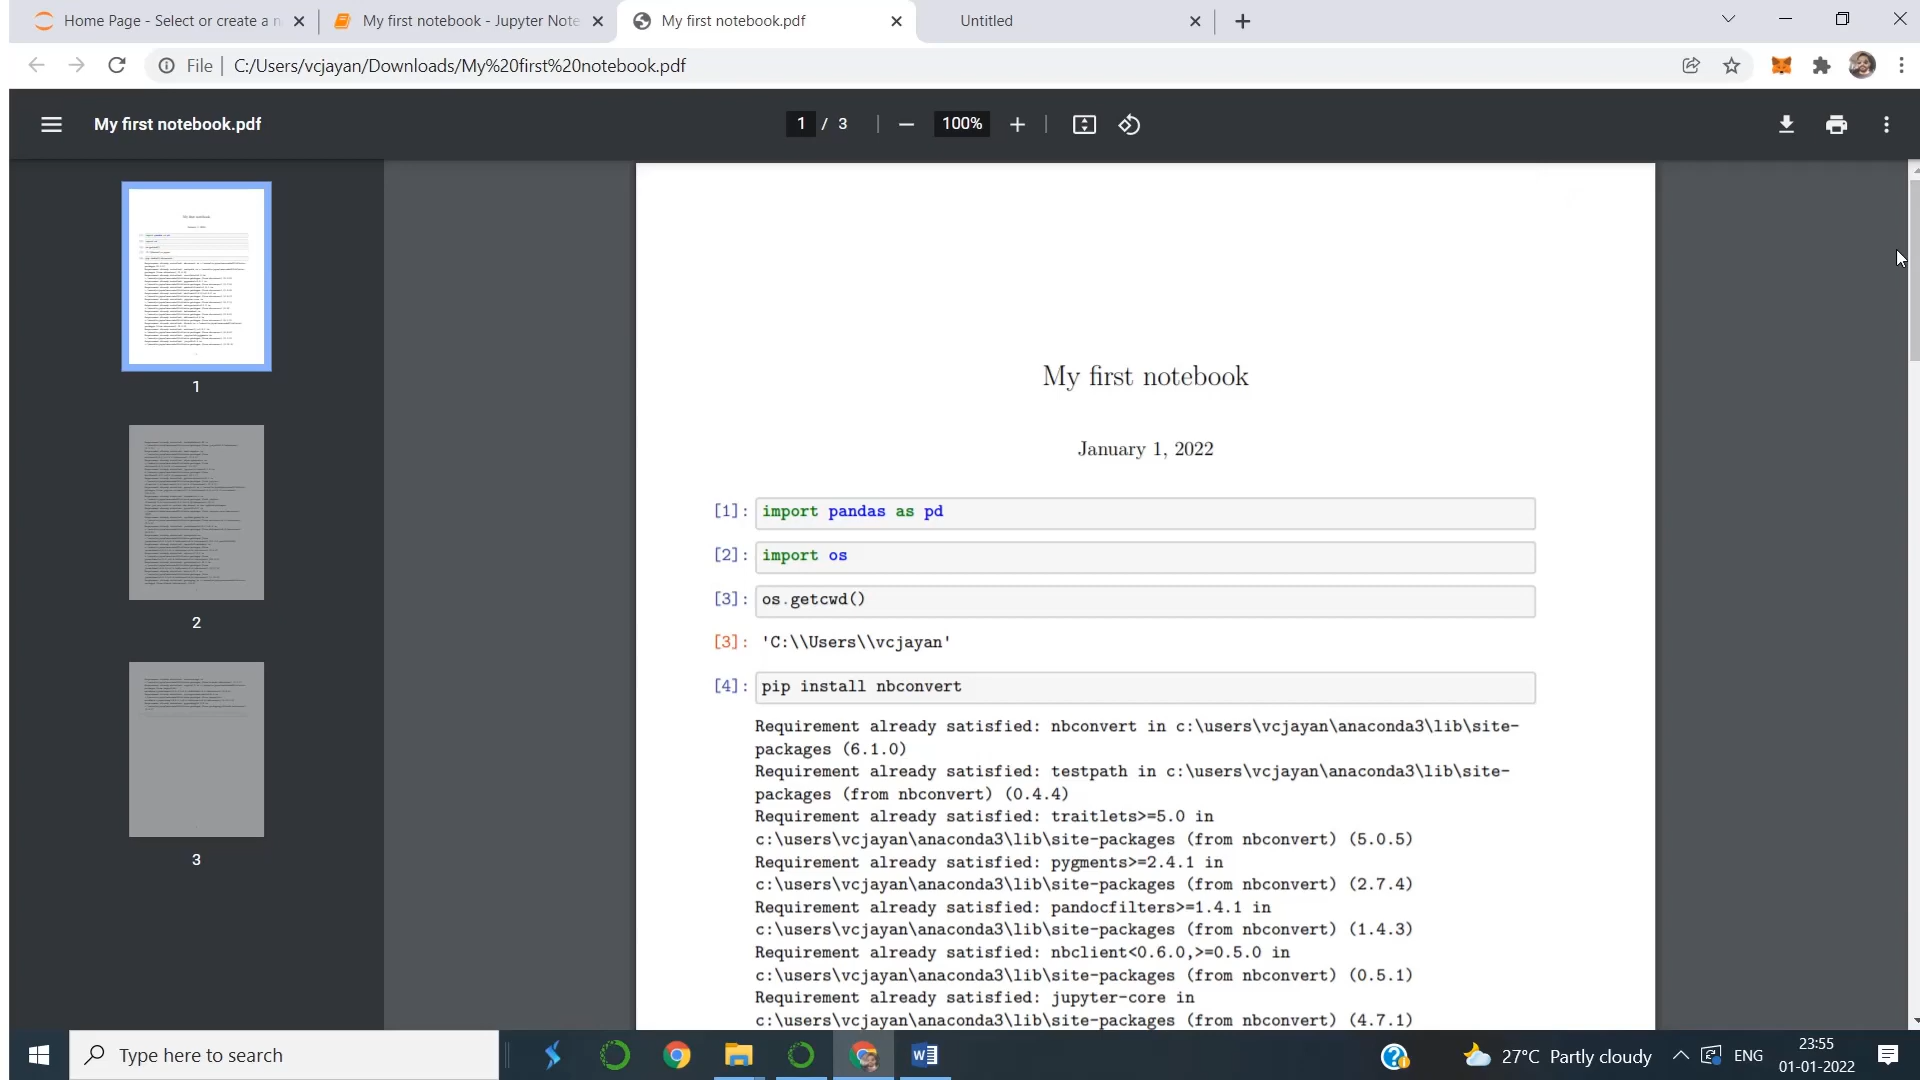 Home Page - Select or create a n
My first notebook - Jupyter Note
My first notebook.pdf
Untitled
File
C:/Users/vcjayan/Downloads/My%20first%20notebook.pdf
My first notebook.pdf
1 / 3
100%
1
2
3
My first notebook
January 1, 2022
[1]: import pandas as pd
[2]: import os
[3]: os.getcwd()
[3]: 'C:\\Users\\vcjayan'
[4]: pip install nbconvert
Requirement already satisfied: nbconvert in c:\users\vcjayan\anaconda3\lib\site-
packages (6.1.0)
Requirement already satisfied: testpath in c:\users\vcjayan\anaconda3\lib\site-
packages (from nbconvert) (0.4.4)
Requirement already satisfied: traitlets>=5.0 in
c:\users\vcjayan\anaconda3\lib\site-packages (from nbconvert) (5.0.5)
Requirement already satisfied: pygments>=2.4.1 in
c:\users\vcjayan\anaconda3\lib\site-packages (from nbconvert) (2.7.4)
Requirement already satisfied: pandocfilters>=1.4.1 in
c:\users\vcjayan\anaconda3\lib\site-packages (from nbconvert) (1.4.3)
Requirement already satisfied: nbclient<0.6.0,>=0.5.0 in
c:\users\vcjayan\anaconda3\lib\site-packages (from nbconvert) (0.5.1)
Requirement already satisfied: jupyter-core in
c:\users\vcjayan\anaconda3\lib\site-packages (from nbconvert) (4.7.1)
Type here to search
27°C Partly cloudy
ENG
23:55
01-01-2022